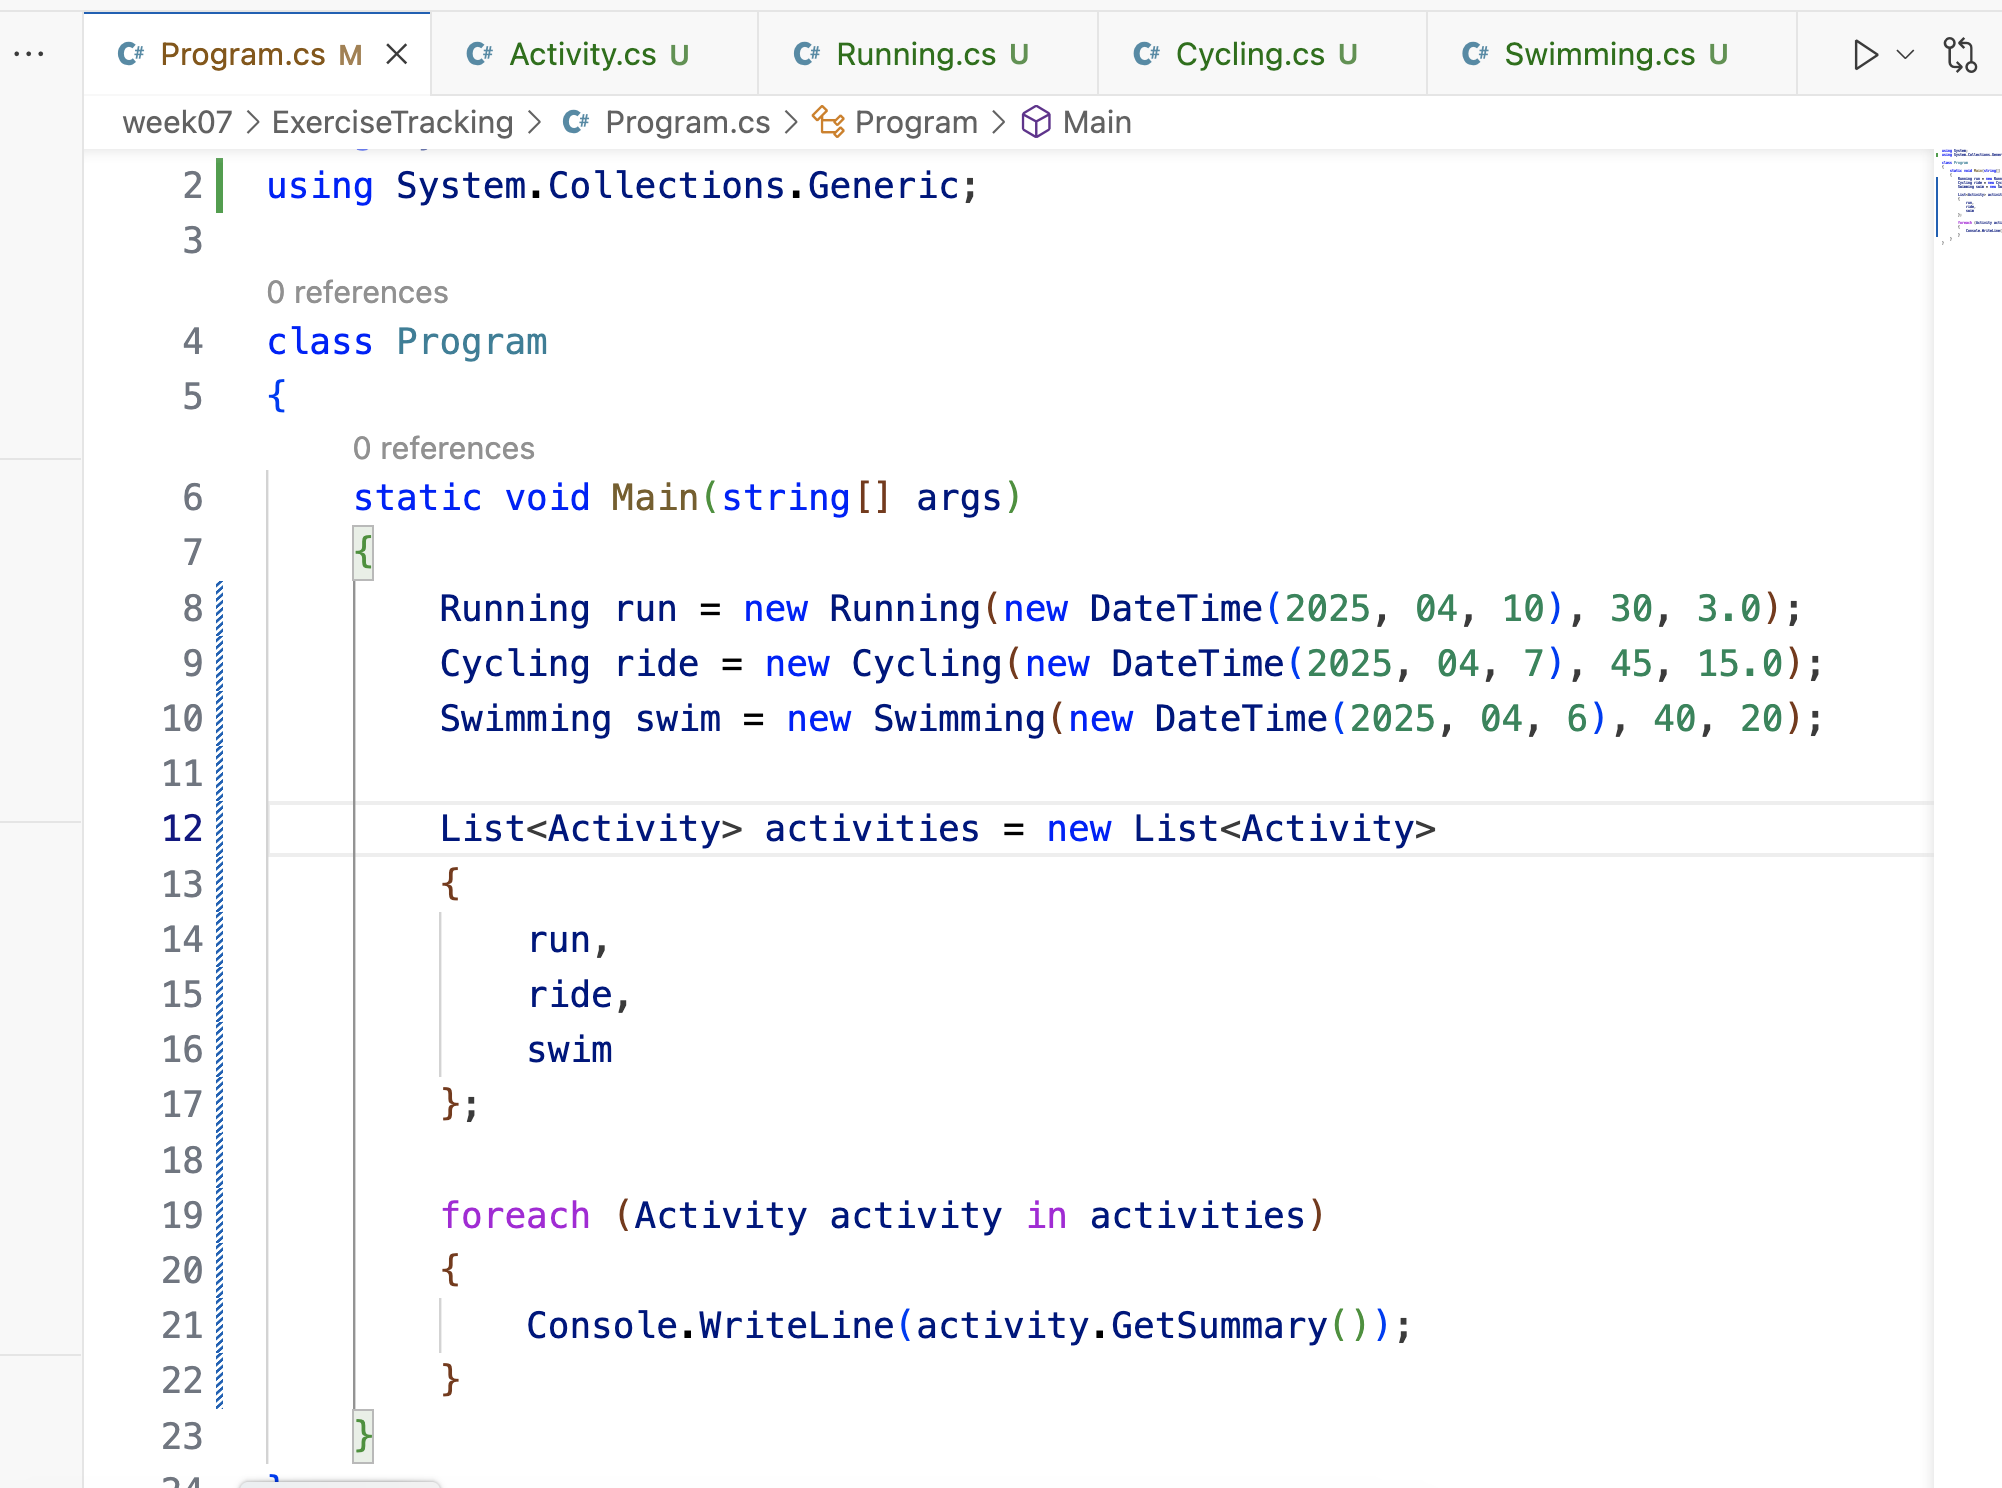 ... C# Program.cs M × C# Activity.cs U C# Running.cs U C# Cycling.cs U C# Swimming.cs U
week07 > ExerciseTracking > C# Program.cs > Program > Main
2 using System.Collections.Generic;
3
0 references
4 class Program
5 {
0 references
6 static void Main(string[] args)
7 {
8 Running run = new Running(new DateTime(2025, 04, 10), 30, 3.0);
9 Cycling ride = new Cycling(new DateTime(2025, 04, 7), 45, 15.0);
10 Swimming swim = new Swimming(new DateTime(2025, 04, 6), 40, 20);
11
12 List<Activity> activities = new List<Activity>
13 {
14 run,
15 ride,
16 swim
17 };
18
19 foreach (Activity activity in activities)
20 {
21 Console.WriteLine(activity.GetSummary());
22 }
23 }